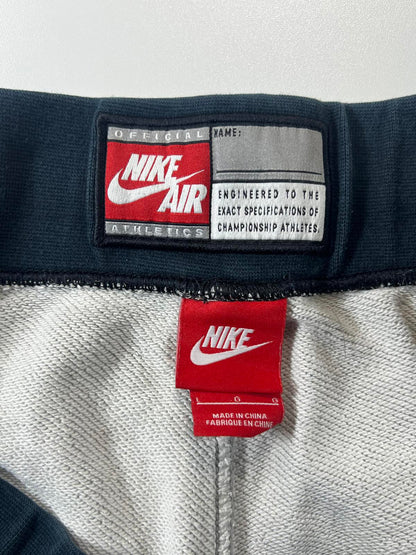 OFFICIAL
NIKE
AIR
ATHLETICS
NAME:
ENGINEERED TO THE
EXACT SPECIFICATIONS OF
CHAMPIONSHIP ATHLETES.
NIKE
L G G
MADE IN CHINA
FABRIQUE EN CHINE